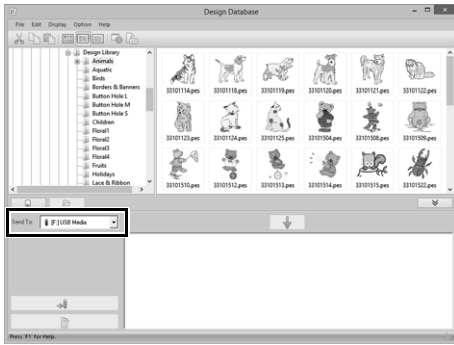 Design Database
File Edit Display Option Help
Design Library
Animals
Aquatic
Birds
Borders & Banners
Button Hole L
Button Hole M
Button Hole S
Children
Floral1
Floral2
Floral3
Floral4
Fruits
Holidays
Lace & Ribbon
33101114.pes 33101118.pes 33101119.pes 33101120.pes 33101121.pes 33101122.pes
33101123.pes 33101124.pes 33101125.pes 33101504.pes 33101508.pes 33101509.pes
33101510.pes 33101512.pes 33101513.pes 33101514.pes 33101515.pes 33101522.pes
Send To: [F:] USB Media
Press 'F1' for Help.